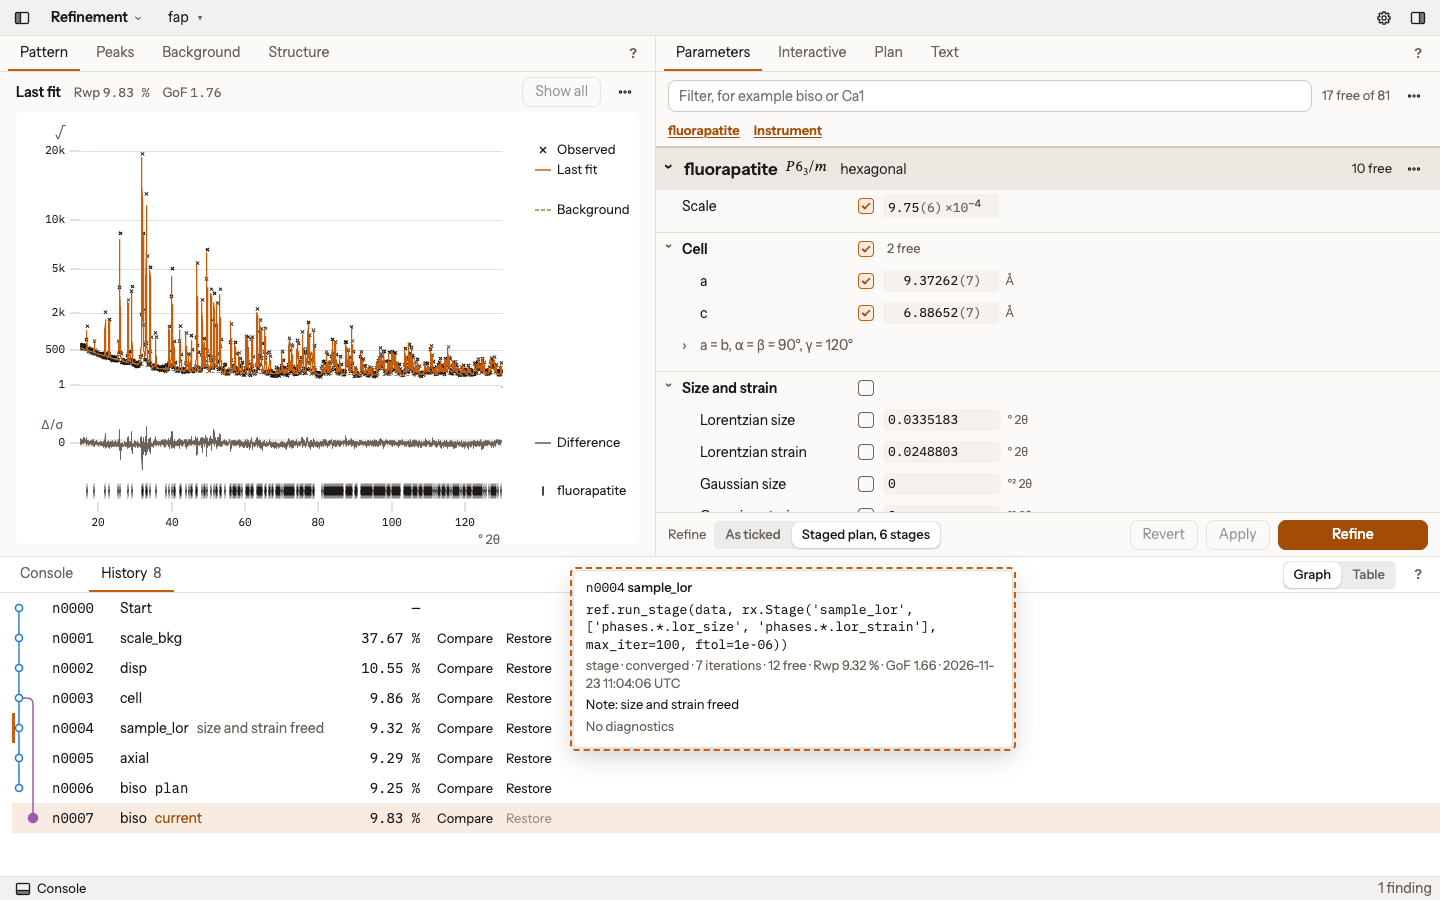 Refinement
fap
Pattern Peaks Background Structure ?
Last fit Rwp 9.83 % GoF 1.76 Show all
√
20k
10k
5k
2k
500
1
Δ/σ
0
20 40 60 80 100 120
°2θ
Observed
Last fit
Background
Difference
fluorapatite
Parameters Interactive Plan Text ?
Filter, for example biso or Ca1
17 free of 81
fluorapatite Instrument
fluorapatite P6₃/m hexagonal 10 free
Scale 9.75(6) ×10⁻⁴
Cell 2 free
a 9.37262(7) Å
c 6.88652(7) Å
a = b, α = β = 90°, γ = 120°
Size and strain
Lorentzian size 0.0335183 °2θ
Lorentzian strain 0.0248803 °2θ
Gaussian size 0 °² 2θ
Refine As ticked Staged plan, 6 stages Revert Apply Refine
Console History 8 Graph Table ?
n0000 Start —
n0001 scale_bkg 37.67 % Compare Restore
n0002 disp 10.55 % Compare Restore
n0003 cell 9.86 % Compare Restore
n0004 sample_lor size and strain freed 9.32 % Compare Restore
n0005 axial 9.29 % Compare Restore
n0006 biso plan 9.25 % Compare Restore
n0007 biso current 9.83 % Compare Restore
n0004 sample_lor
ref.run_stage(data, rx.Stage('sample_lor',
['phases.*.lor_size', 'phases.*.lor_strain'],
max_iter=100, ftol=1e-06))
stage · converged · 7 iterations · 12 free · Rwp 9.32 % · GoF 1.66 · 2026-11-
23 11:04:06 UTC
Note: size and strain freed
No diagnostics
Console
1 finding